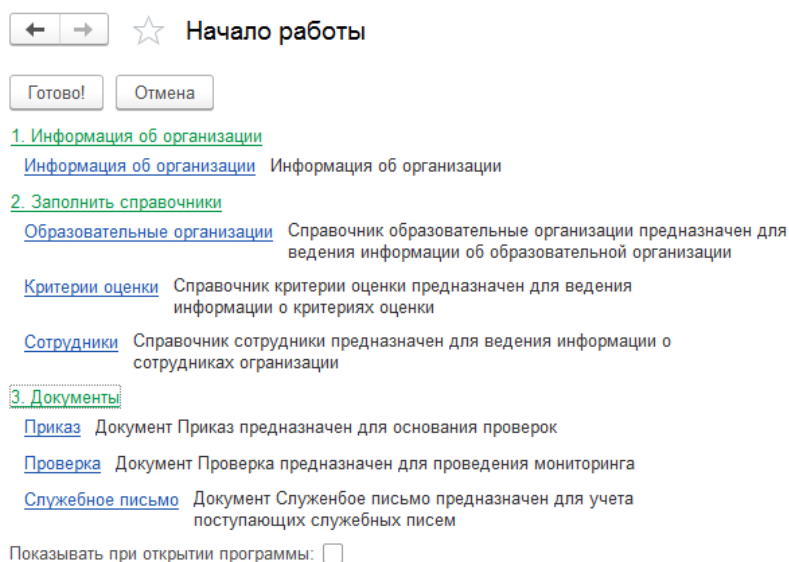 Начало работы
Готово! Отмена
1. Информация об организации
Информация об организации Информация об организации
2. Заполнить справочники
Образовательные организации Справочник образовательные организации предназначен для
ведения информации об образовательной организации
Критерии оценки Справочник критерии оценки предназначен для ведения
информации о критериях оценки
Сотрудники Справочник сотрудники предназначен для ведения информации о
сотрудниках огранизации
3. Документы
Приказ Документ Приказ предназначен для основания проверок
Проверка Документ Проверка предназначен для проведения мониторинга
Служебное письмо Документ Служенбое письмо предназначен для учета
поступающих служебных писем
Показывать при открытии программы: